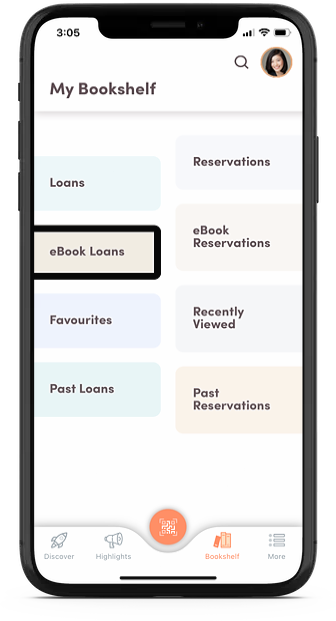 3:05
My Bookshelf
Reservations
Loans
eBook
Reservations
eBook Loans
Recently
Viewed
Favourites
Past Loans
Past
Reservations
Discover
Highlights
Bookshelf
More